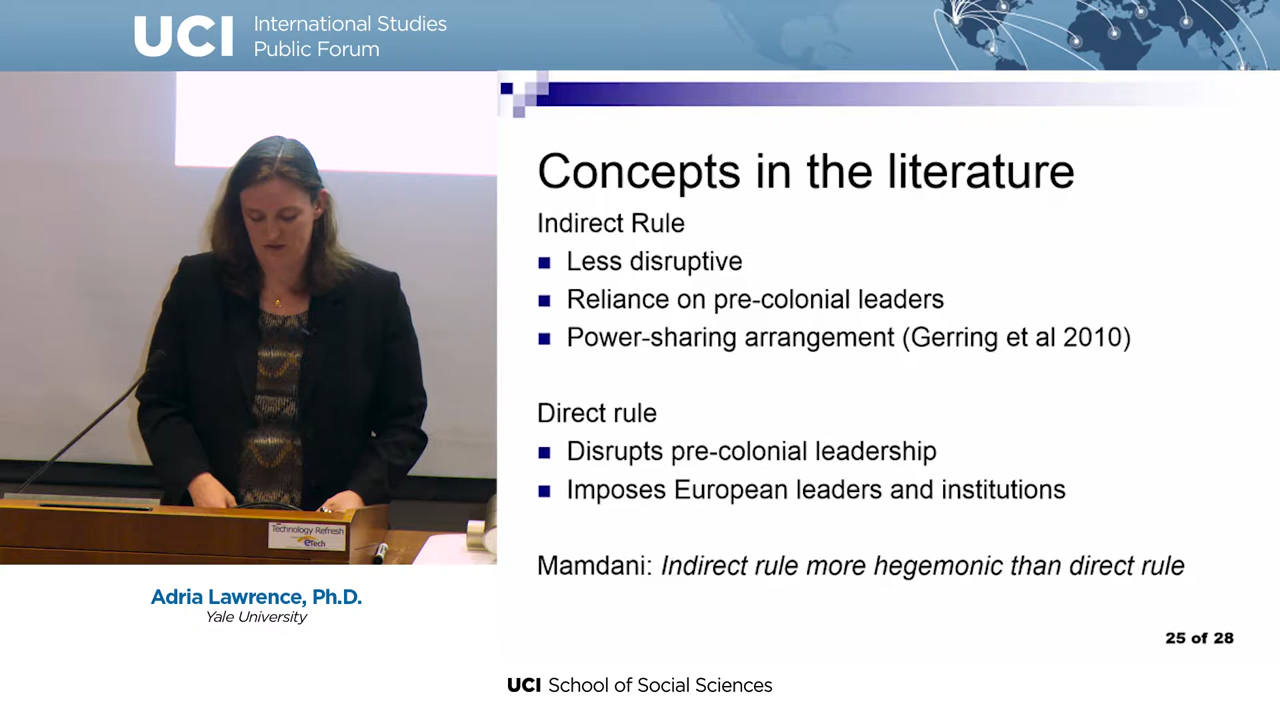 UCI International Studies
Public Forum
Concepts in the literature
Indirect Rule
Less disruptive
Reliance on pre-colonial leaders
Power-sharing arrangement (Gerring et al 2010)
Direct rule
Disrupts pre-colonial leadership
Imposes European leaders and institutions
Mamdani: Indirect rule more hegemonic than direct rule
25 of 28
Technology Refresh
eTech
Adria Lawrence, Ph.D.
Yale University
UCI School of Social Sciences